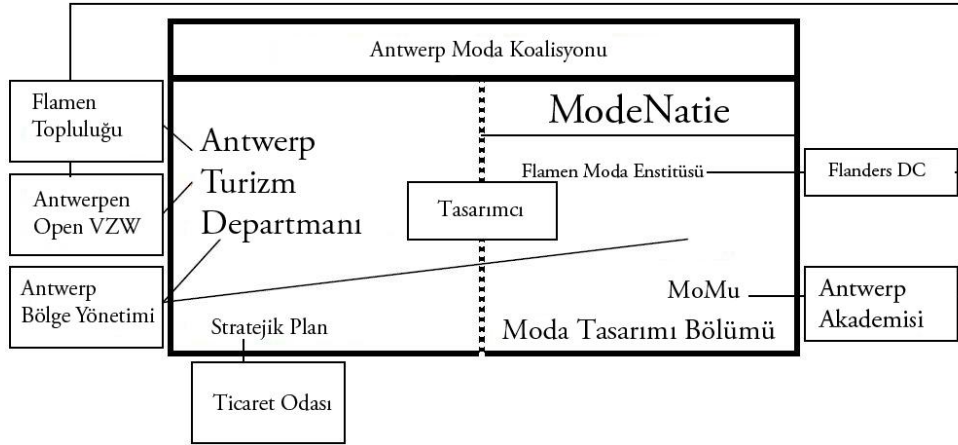 Antwerp Moda Koalisyonu
Flamen
Topluluğu
Antwerpen
Open VZW
Antwerp
Bölge Yönetimi
Antwerp
Turizm
Departmanı
Stratejik Plan
Ticaret Odası
Tasarımcı
ModeNatie
Flamen Moda Enstitüsü
MoMu
Moda Tasarımı Bölümü
Flanders DC
Antwerp
Akademisi